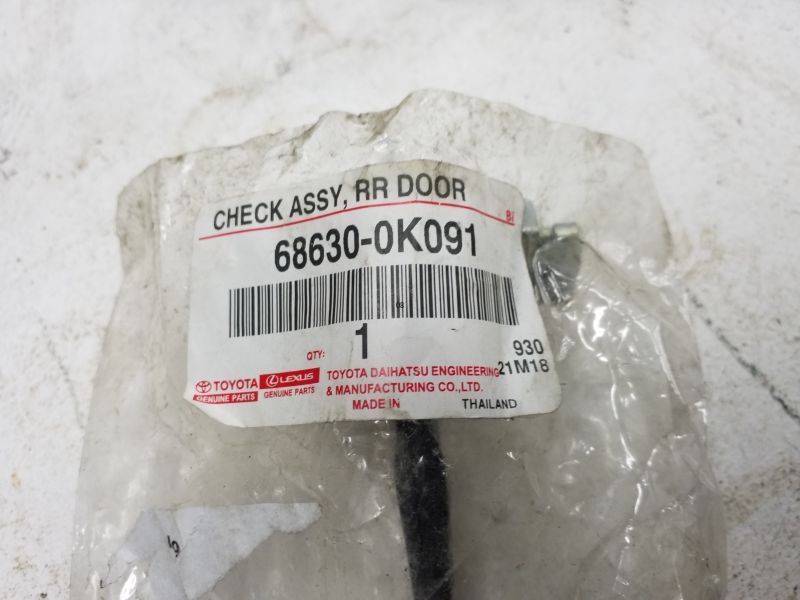 CHECK ASSY, RR DOOR
68630-0K091
QTY: 1
930
21M18
TOYOTA
GENUINE PARTS
LEXUS
GENUINE PARTS
TOYOTA DAIHATSU ENGINEERING
& MANUFACTURING CO.,LTD.
MADE IN THAILAND